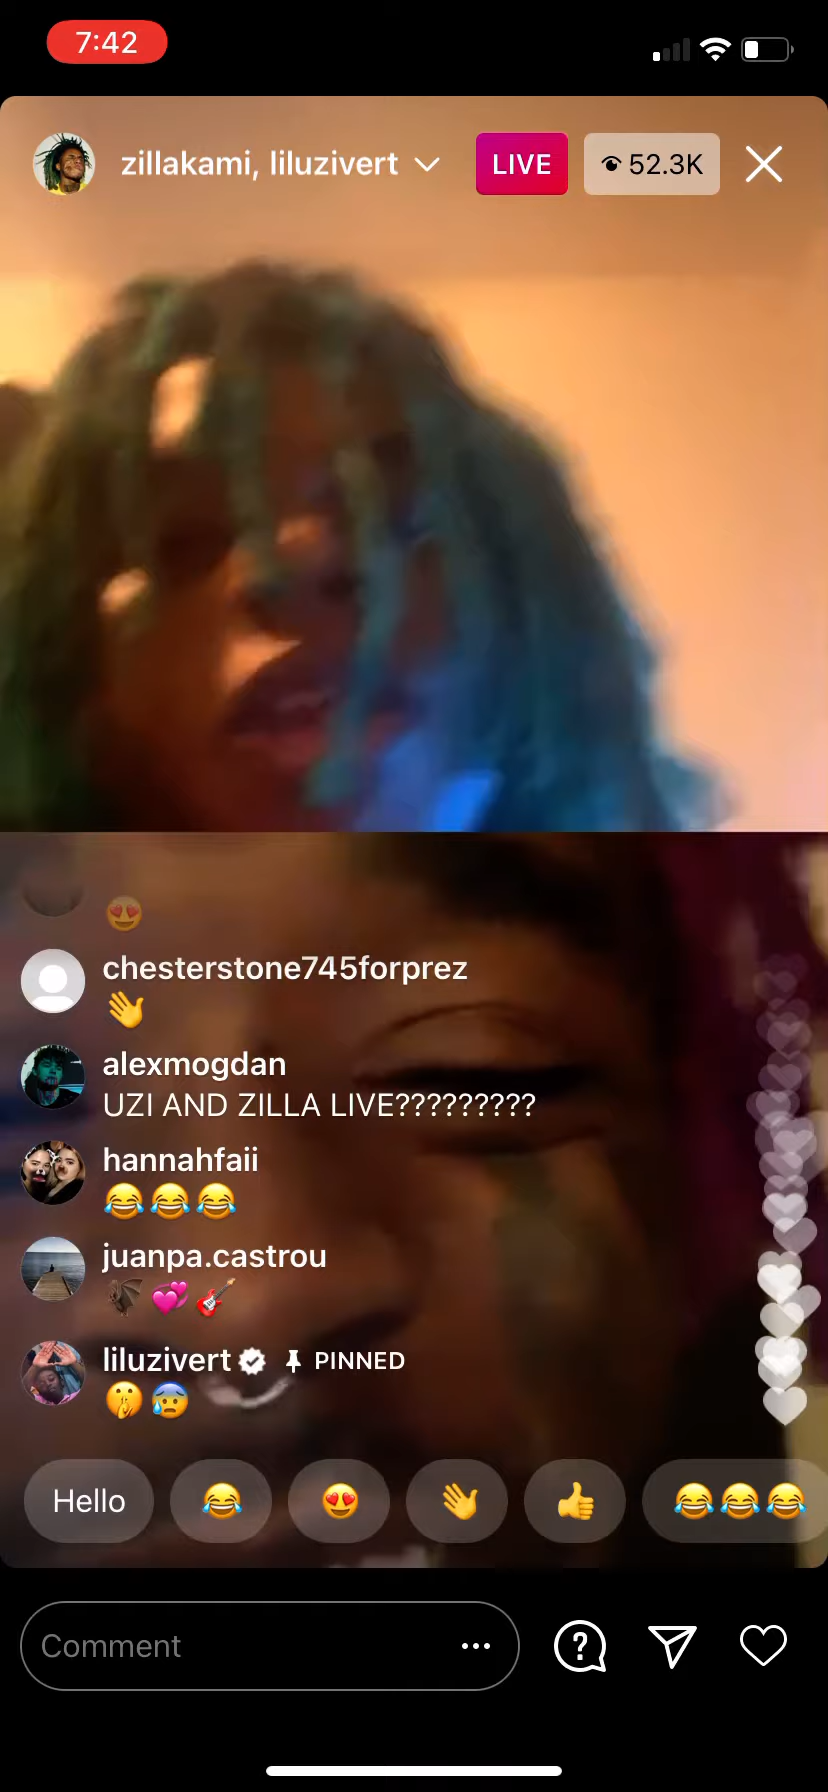 7:42
zillakami, liluzivert
LIVE
52.3K
😍
chesterstone745forprez
👋
alexmogdan
UZI AND ZILLA LIVE?????????
hannahfaii
😂😂😂
juanpa.castrou
🦇💞🎸
liluzivert PINNED
🤫😰
Hello 😂 😍 👋 👍 😂😂😂
Comment